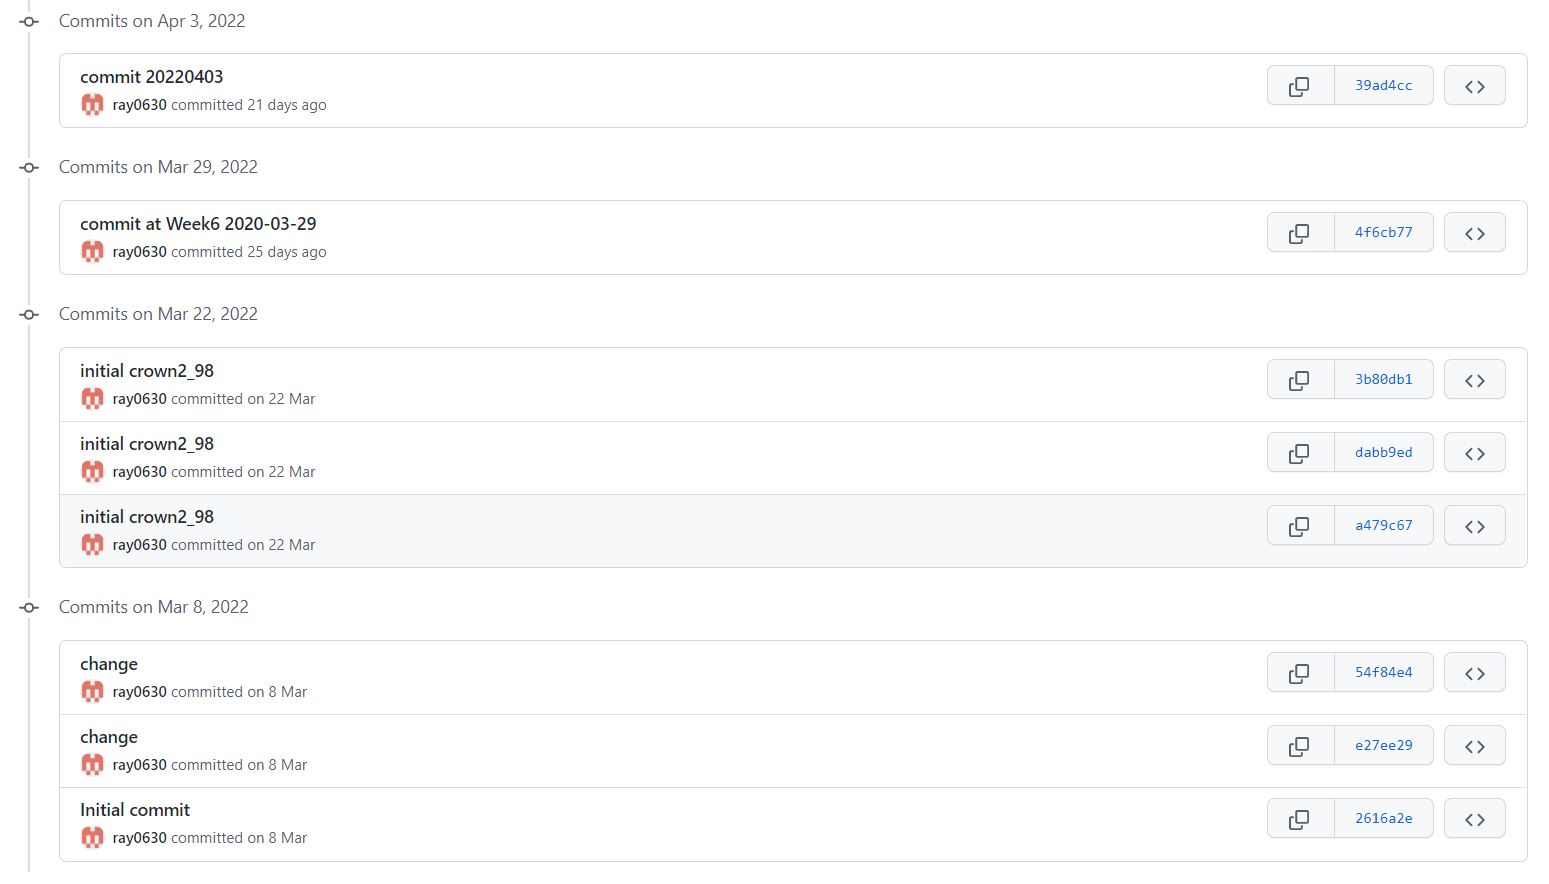 Commits on Apr 3, 2022
commit 20220403
39ad4cc
ray0630 committed 21 days ago
Commits on Mar 29, 2022
commit at Week6 2020-03-29
4f6cb77
ray0630 committed 25 days ago
Commits on Mar 22, 2022
initial crown2_98
3b80db1
ray0630 committed on 22 Mar
initial crown2_98
dabb9ed
ray0630 committed on 22 Mar
initial crown2_98
a479c67
ray0630 committed on 22 Mar
Commits on Mar 8, 2022
change
54f84e4
ray0630 committed on 8 Mar
change
e27ee29
ray0630 committed on 8 Mar
Initial commit
2616a2e
ray0630 committed on 8 Mar